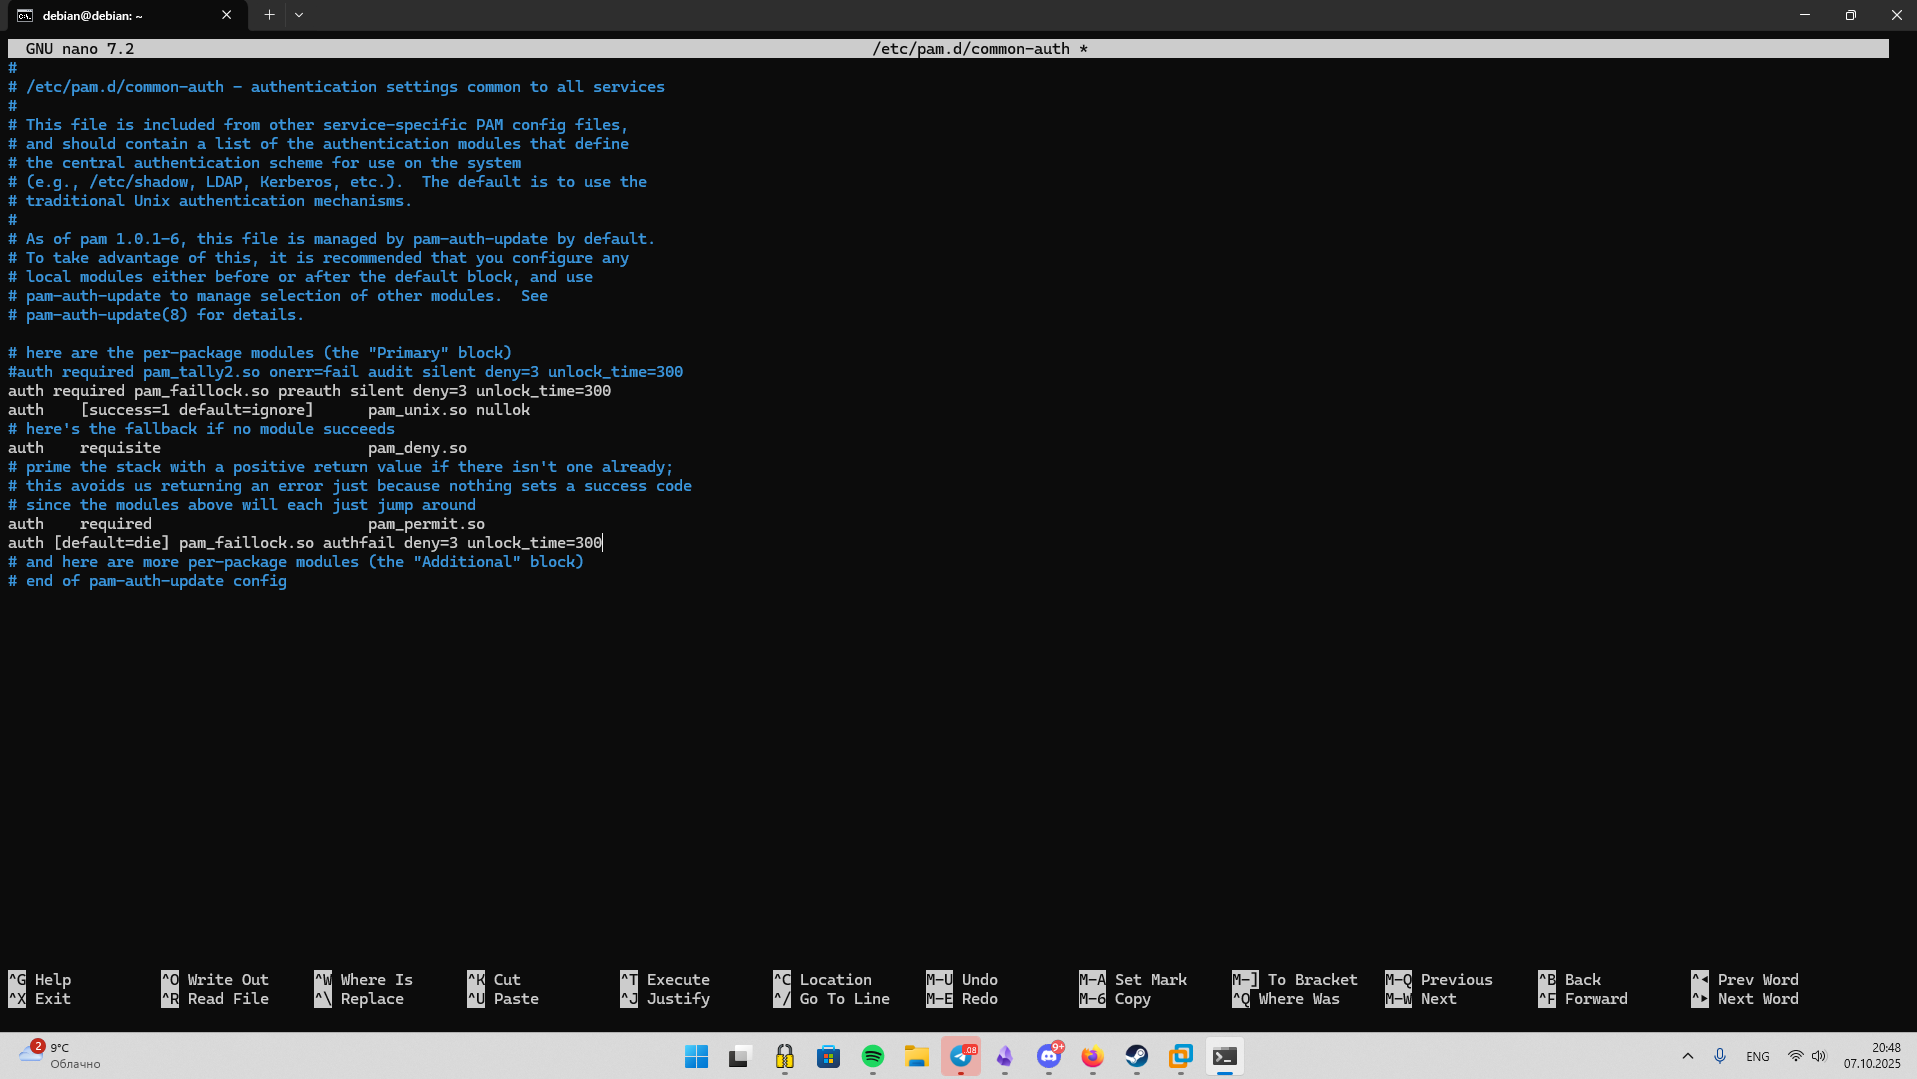 debian@debian: ~
GNU nano 7.2 /etc/pam.d/common-auth *
#
# /etc/pam.d/common-auth - authentication settings common to all services
#
# This file is included from other service-specific PAM config files,
# and should contain a list of the authentication modules that define
# the central authentication scheme for use on the system
# (e.g., /etc/shadow, LDAP, Kerberos, etc.).  The default is to use the
# traditional Unix authentication mechanisms.
#
# As of pam 1.0.1-6, this file is managed by pam-auth-update by default.
# To take advantage of this, it is recommended that you configure any
# local modules either before or after the default block, and use
# pam-auth-update to manage selection of other modules.  See
# pam-auth-update(8) for details.
# here are the per-package modules (the "Primary" block)
#auth required pam_tally2.so onerr=fail audit silent deny=3 unlock_time=300
auth required pam_faillock.so preauth silent deny=3 unlock_time=300
auth    [success=1 default=ignore]      pam_unix.so nullok
# here's the fallback if no module succeeds
auth    requisite                       pam_deny.so
# prime the stack with a positive return value if there isn't one already;
# this avoids us returning an error just because nothing sets a success code
# since the modules above will each just jump around
auth    required                        pam_permit.so
auth [default=die] pam_faillock.so authfail deny=3 unlock_time=300
# and here are more per-package modules (the "Additional" block)
# end of pam-auth-update config
^G Help ^O Write Out ^W Where Is ^K Cut ^T Execute ^C Location M-U Undo M-A Set Mark M-] To Bracket M-Q Previous ^B Back ^◂ Prev Word
^X Exit ^R Read File ^\ Replace ^U Paste ^J Justify ^/ Go To Line M-E Redo M-6 Copy ^Q Where Was M-W Next ^F Forward ^▸ Next Word
2 9°C
Облачно
.08
9+
ENG
20:48
07.10.2025